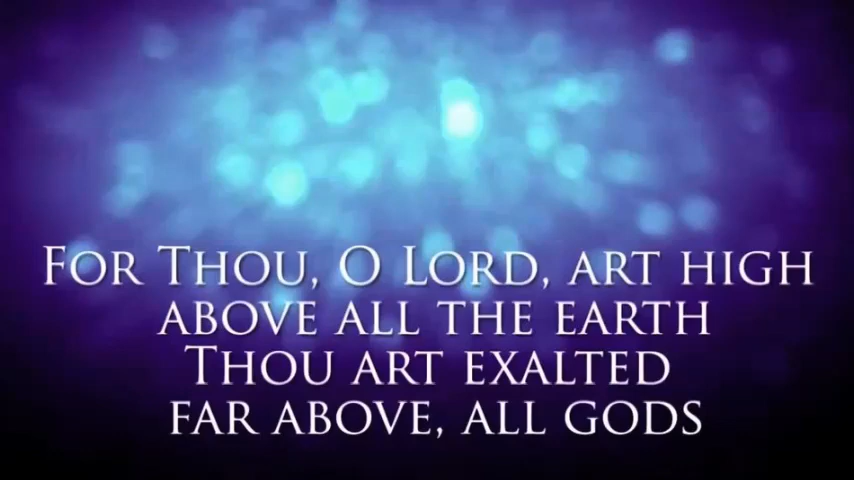 For Thou, O Lord, art high
above all the earth
Thou art exalted
far above, all gods